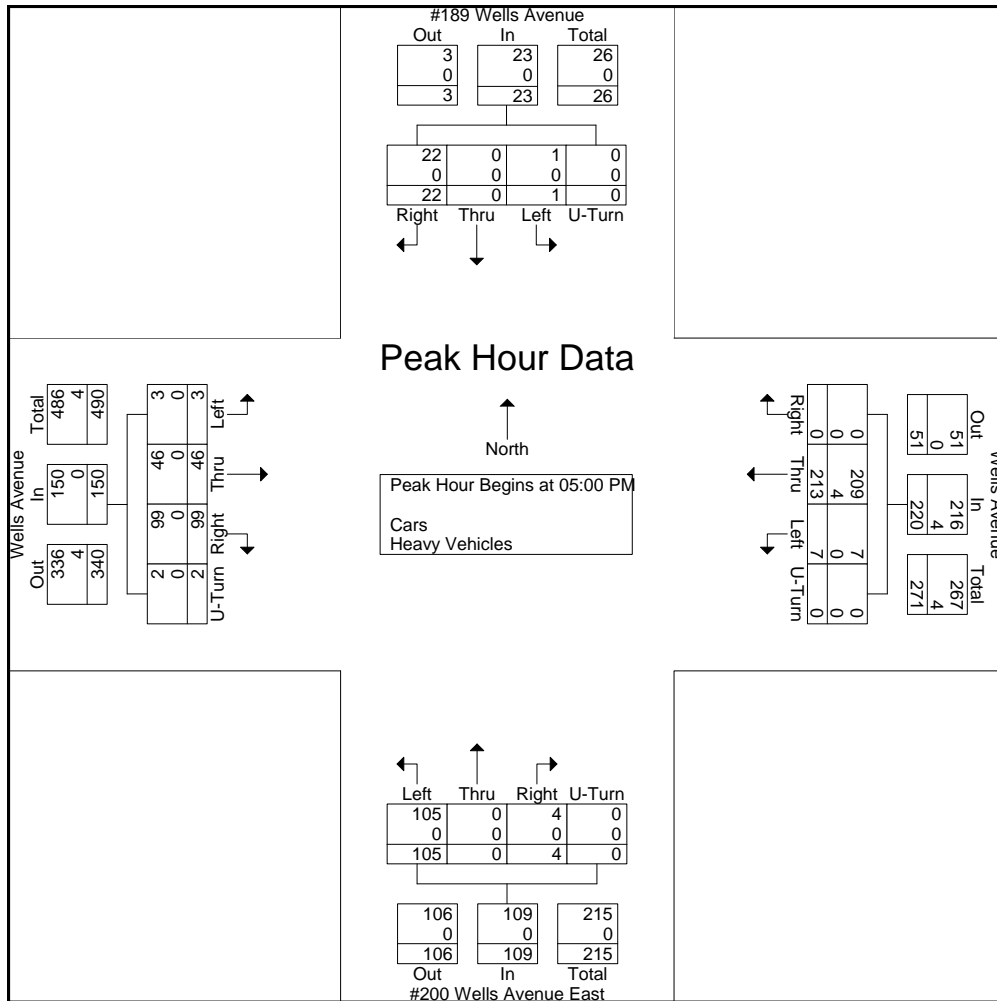 #189 Wells Avenue
Out In Total
3 23 26
0 0 0
3 23 26
22 0 1 0
0 0 0 0
22 0 1 0
Right Thru Left U-Turn
Peak Hour Data
North
Peak Hour Begins at 05:00 PM
Cars
Heavy Vehicles
Wells Avenue
Out In Total
336 150 486
4 0 4
340 150 490
2 99 46 3
0 0 0 0
2 99 46 3
U-Turn Right Thru Left
Wells Avenue
Out In Total
51 216 267
0 4 4
51 220 271
0 209 7 0
0 4 0 0
0 213 7 0
Right Thru Left U-Turn
Left Thru Right U-Turn
105 0 4 0
0 0 0 0
105 0 4 0
106 109 215
0 0 0
106 109 215
Out In Total
#200 Wells Avenue East